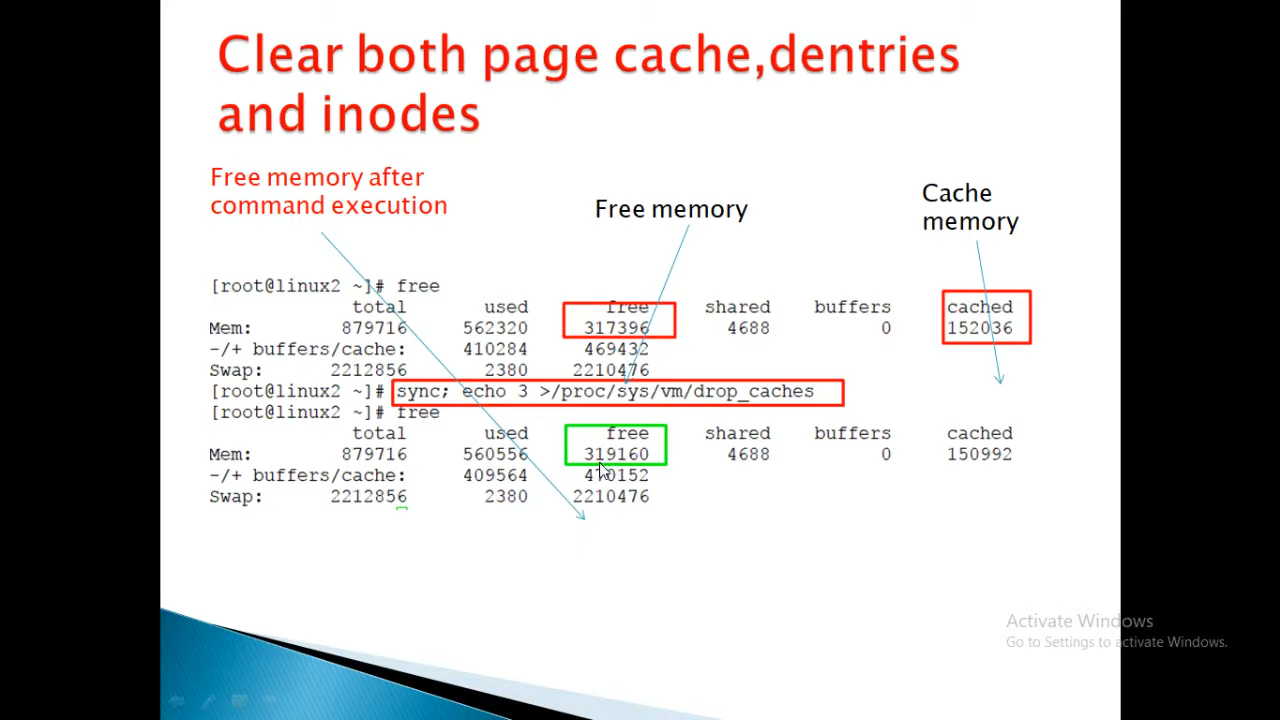 Clear both page cache,dentries
and inodes
Free memory after
command execution
Free memory
Cache
memory
[root@linux2 ~]# free
total used free shared buffers cached
Mem: 879716 562320 317396 4688 0 152036
-/+ buffers/cache: 410284 469432
Swap: 2212856 2380 2210476
[root@linux2 ~]# sync; echo 3 >/proc/sys/vm/drop_caches
[root@linux2 ~]# free
total used free shared buffers cached
Mem: 879716 560556 319160 4688 0 150992
-/+ buffers/cache: 409564 470152
Swap: 2212856 2380 2210476
Activate Windows
Go to Settings to activate Windows.